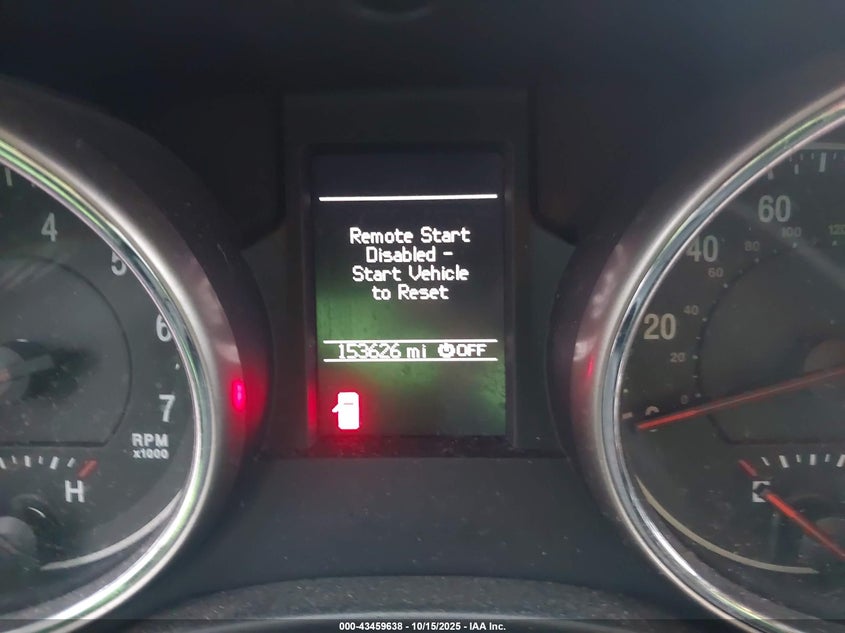 Remote Start
Disabled -
Start Vehicle
to Reset
153626 mi OFF
4
5
6
7
RPM
x1000
H
0
20
40
60
20
40
60
80
100
120
E
000-43459638 - 10/15/2025 - IAA Inc.